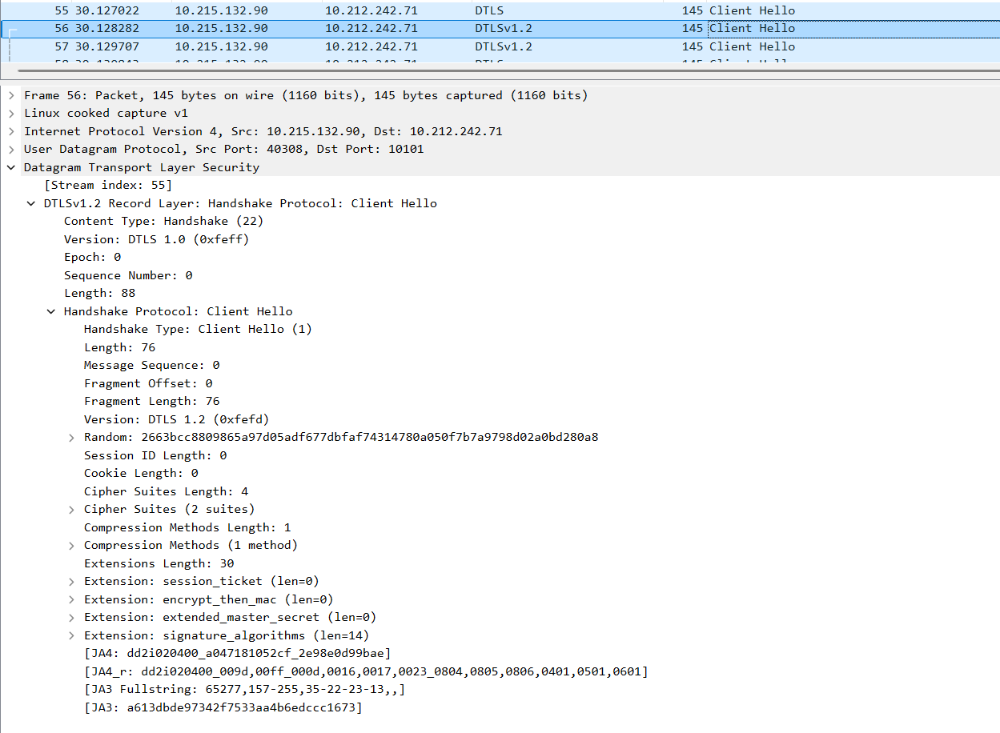 55 30.127022 10.215.132.90 10.212.242.71 DTLS 145 Client Hello
56 30.128282 10.215.132.90 10.212.242.71 DTLSv1.2 145 Client Hello
57 30.129707 10.215.132.90 10.212.242.71 DTLSv1.2 145 Client Hello
Frame 56: Packet, 145 bytes on wire (1160 bits), 145 bytes captured (1160 bits)
Linux cooked capture v1
Internet Protocol Version 4, Src: 10.215.132.90, Dst: 10.212.242.71
User Datagram Protocol, Src Port: 40308, Dst Port: 10101
Datagram Transport Layer Security
[Stream index: 55]
DTLSv1.2 Record Layer: Handshake Protocol: Client Hello
Content Type: Handshake (22)
Version: DTLS 1.0 (0xfeff)
Epoch: 0
Sequence Number: 0
Length: 88
Handshake Protocol: Client Hello
Handshake Type: Client Hello (1)
Length: 76
Message Sequence: 0
Fragment Offset: 0
Fragment Length: 76
Version: DTLS 1.2 (0xfefd)
Random: 2663bcc8809865a97d05adf677dbfaf74314780a050f7b7a9798d02a0bd280a8
Session ID Length: 0
Cookie Length: 0
Cipher Suites Length: 4
Cipher Suites (2 suites)
Compression Methods Length: 1
Compression Methods (1 method)
Extensions Length: 30
Extension: session_ticket (len=0)
Extension: encrypt_then_mac (len=0)
Extension: extended_master_secret (len=0)
Extension: signature_algorithms (len=14)
[JA4: dd2i020400_a047181052cf_2e98e0d99bae]
[JA4_r: dd2i020400_009d,00ff_000d,0016,0017,0023_0804,0805,0806,0401,0501,0601]
[JA3 Fullstring: 65277,157-255,35-22-23-13,,]
[JA3: a613dbde97342f7533aa4b6edccc1673]